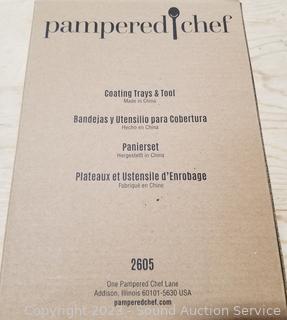 pampered chef
Coating Trays & Tool
Made in China
Bandejas y Utensilio para Cobertura
Hecho en China
Panierset
Hergestellt in China
Plateaux et Ustensile d'Enrobage
Fabriqué en Chine
2605
One Pampered Chef Lane
Addison, Illinois 60101-5630 USA
pamperedchef.com
Copyright 2023 - Sound Auction Service